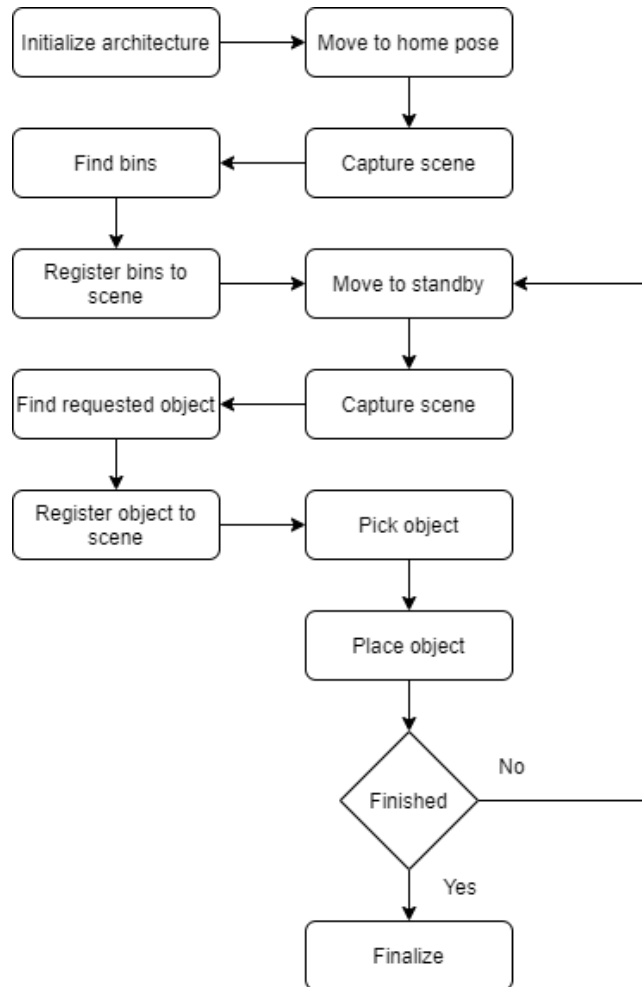 Initialize architecture
Move to home pose
Find bins
Capture scene
Register bins to
scene
Move to standby
Find requested object
Capture scene
Register object to
scene
Pick object
Place object
Finished
No
Yes
Finalize